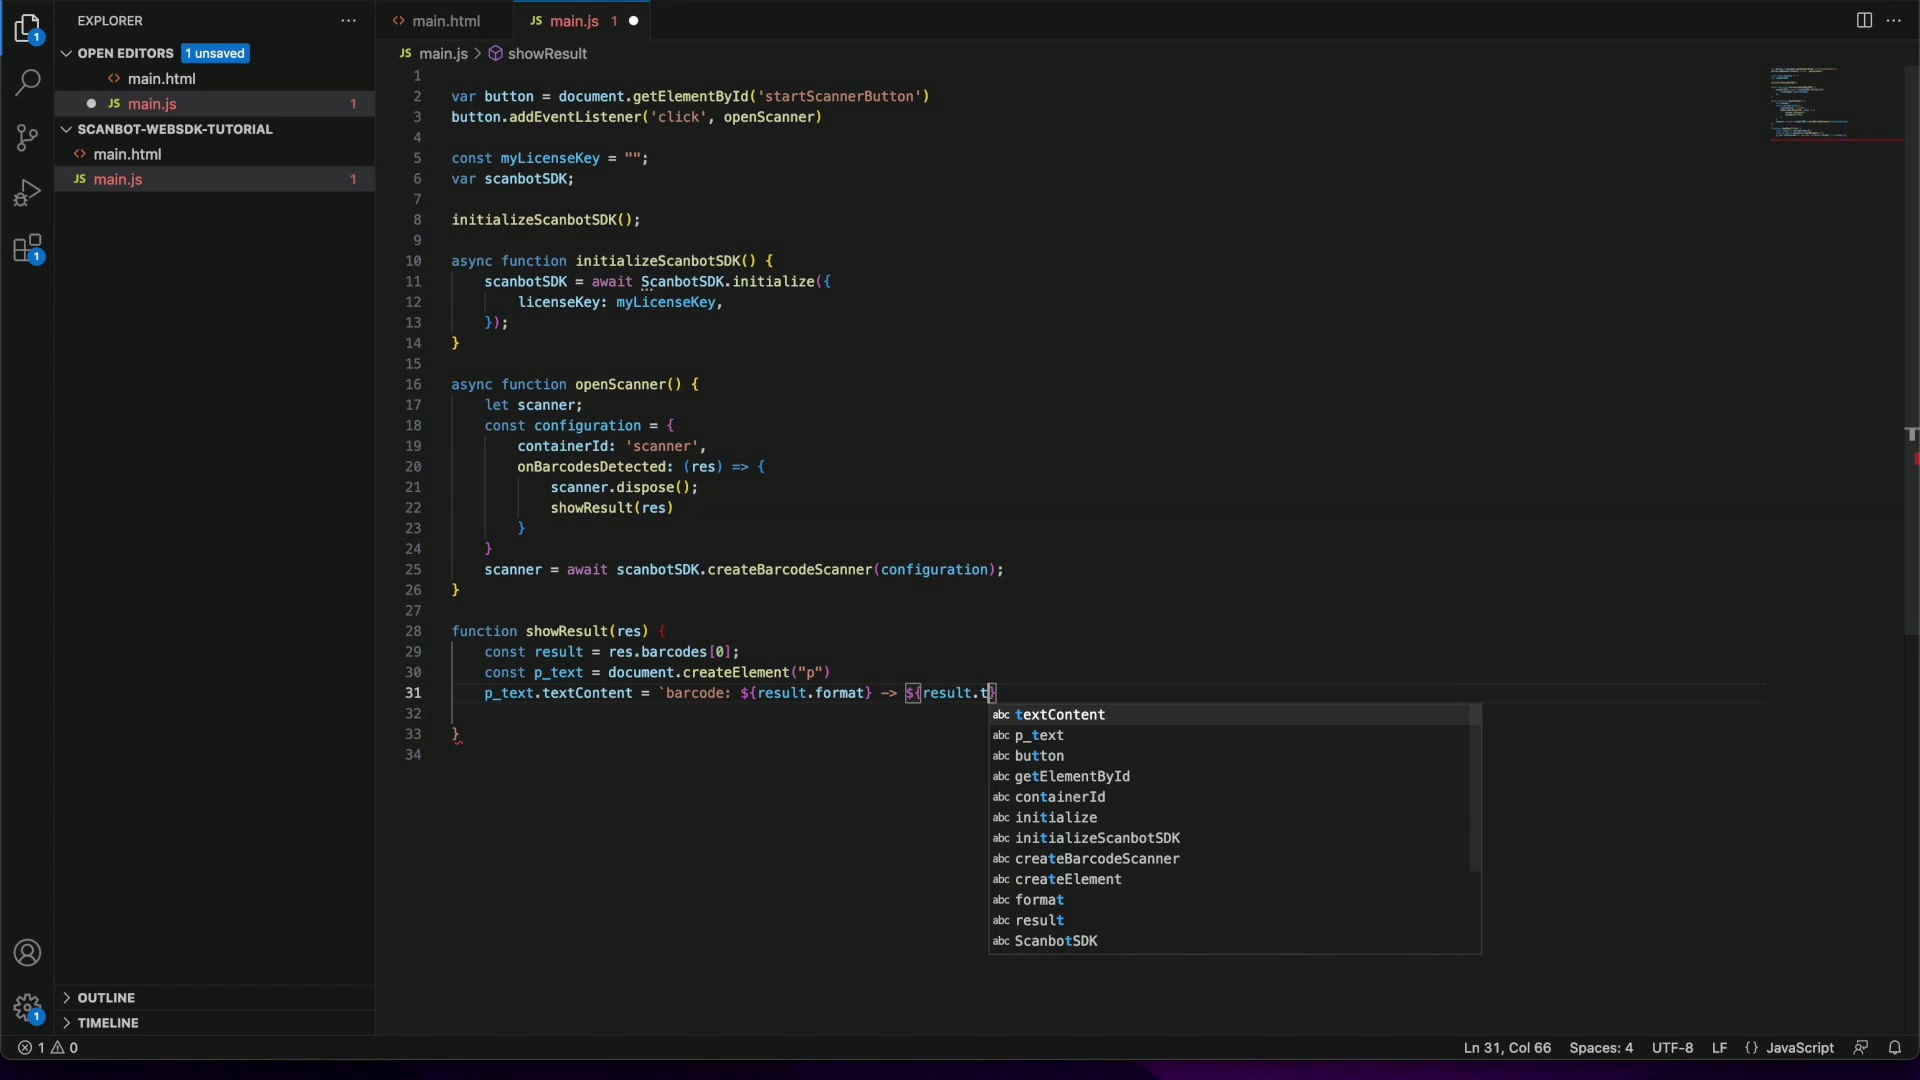 EXPLORER
OPEN EDITORS 1 unsaved
main.html
JS main.js 1
SCANBOT-WEBSDK-TUTORIAL
main.html
JS main.js 1
OUTLINE
TIMELINE
main.html
JS main.js 1
JS main.js > showResult
1
2 var button = document.getElementById('startScannerButton')
3 button.addEventListener('click', openScanner)
4
5 const myLicenseKey = "";
6 var scanbotSDK;
7
8 initializeScanbotSDK();
9
10 async function initializeScanbotSDK() {
11 scanbotSDK = await ScanbotSDK.initialize({
12 licenseKey: myLicenseKey,
13 });
14 }
15
16 async function openScanner() {
17 let scanner;
18 const configuration = {
19 containerId: 'scanner',
20 onBarcodesDetected: (res) => {
21 scanner.dispose();
22 showResult(res)
23 }
24 }
25 scanner = await scanbotSDK.createBarcodeScanner(configuration);
26 }
27
28 function showResult(res) {
29 const result = res.barcodes[0];
30 const p_text = document.createElement("p")
31 p_text.textContent = `barcode: ${result.format} -> ${result.t}
32
33 }
34
abc textContent
abc p_text
abc button
abc getElementById
abc containerId
abc initialize
abc initializeScanbotSDK
abc createBarcodeScanner
abc createElement
abc format
abc result
abc ScanbotSDK
1
1
1
1 0
Ln 31, Col 66 Spaces: 4 UTF-8 LF {} JavaScript